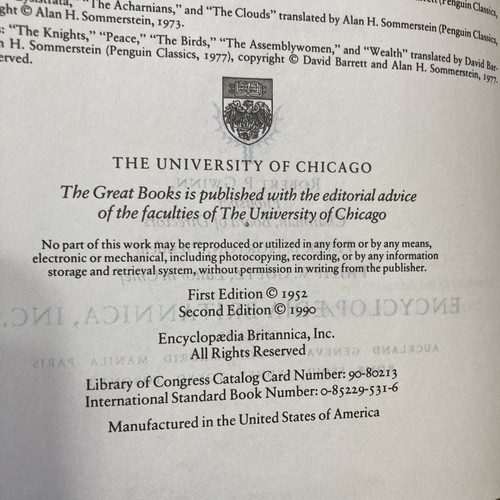 "The Acharnians," and "The Clouds" translated by Alan H. Sommerstein (Penguin Classics,
© Alan H. Sommerstein, 1973.
"The Knights," "Peace," "The Birds," "The Assemblywomen," and "Wealth" translated by David Bar-
H. Sommerstein (Penguin Classics, 1977), copyright © David Barrett and Alan H. Sommerstein, 1977.
THE UNIVERSITY OF CHICAGO
The Great Books is published with the editorial advice
of the faculties of The University of Chicago
No part of this work may be reproduced or utilized in any form or by any means,
electronic or mechanical, including photocopying, recording, or by any information
storage and retrieval system, without permission in writing from the publisher.
First Edition © 1952
Second Edition © 1990
Encyclopædia Britannica, Inc.
All Rights Reserved
Library of Congress Catalog Card Number: 90-80213
International Standard Book Number: 0-85229-531-6
Manufactured in the United States of America